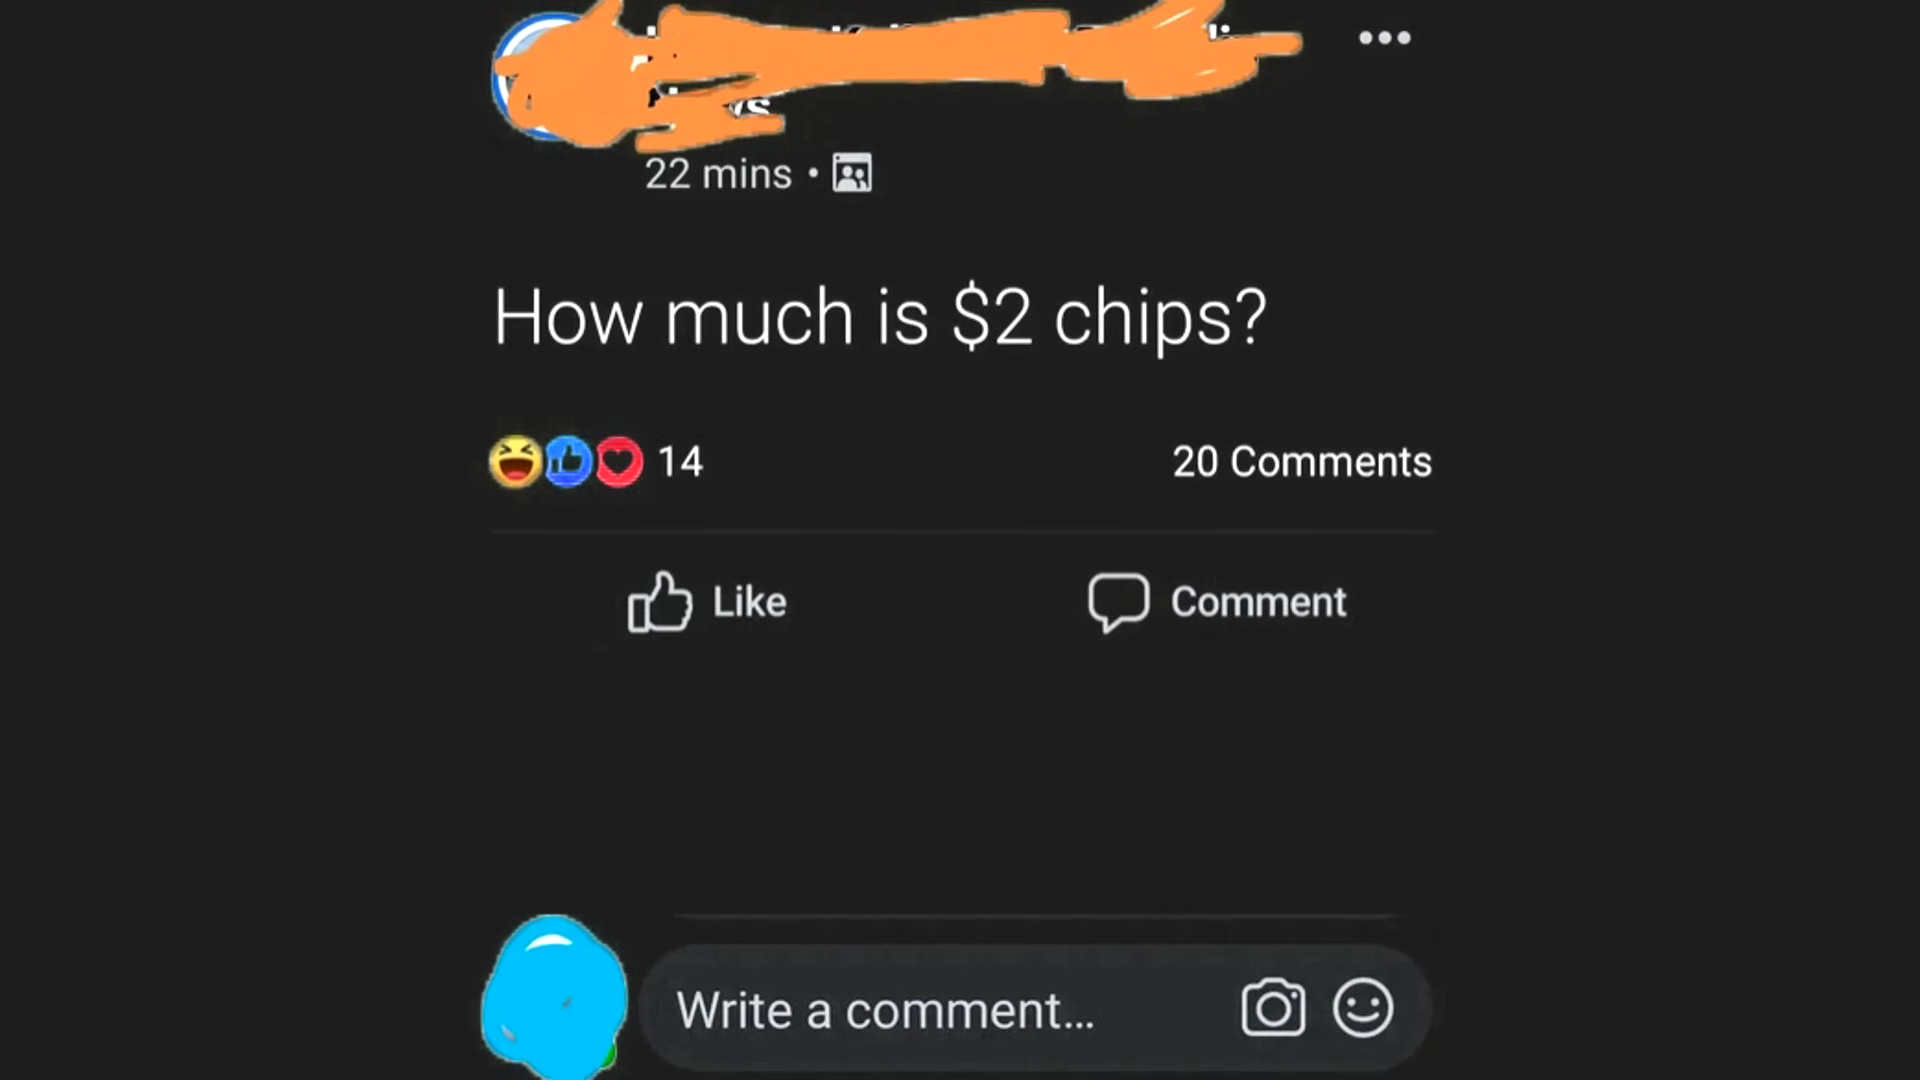 22 mins •
How much is $2 chips?
14 20 Comments
Like Comment
Write a comment...